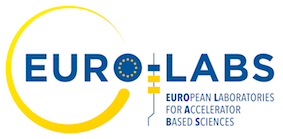 EURO-LABS
EUROPEAN LABORATORIES
FOR ACCELERATOR
BASED SCIENCES